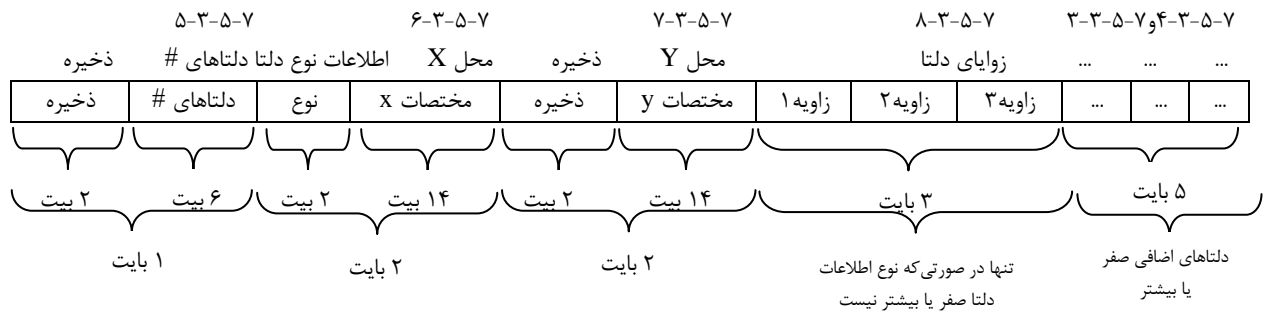 ۷-۵-۳-۵ ۷-۵-۳-۶ ۷-۵-۳-۷ ۷-۵-۳-۸ ۷-۵-۳-۴و۷-۵-۳-۳
ذخیره # دلتاهای اطلاعات نوع دلتا محل X ذخیره محل Y زوایای دلتا ... ... ...
ذخیره # دلتاهای نوع مختصات x ذخیره مختصات y زاویه۱ زاویه۲ زاویه۳ ... ... ...
۲ بیت ۶ بیت ۲ بیت ۱۴ بیت ۲ بیت ۱۴ بیت ۳ بایت ۵ بایت
۱ بایت ۲ بایت ۲ بایت
تنها در صورتی‌که نوع اطلاعات
دلتا صفر یا بیشتر نیست
دلتاهای اضافی صفر
یا بیشتر